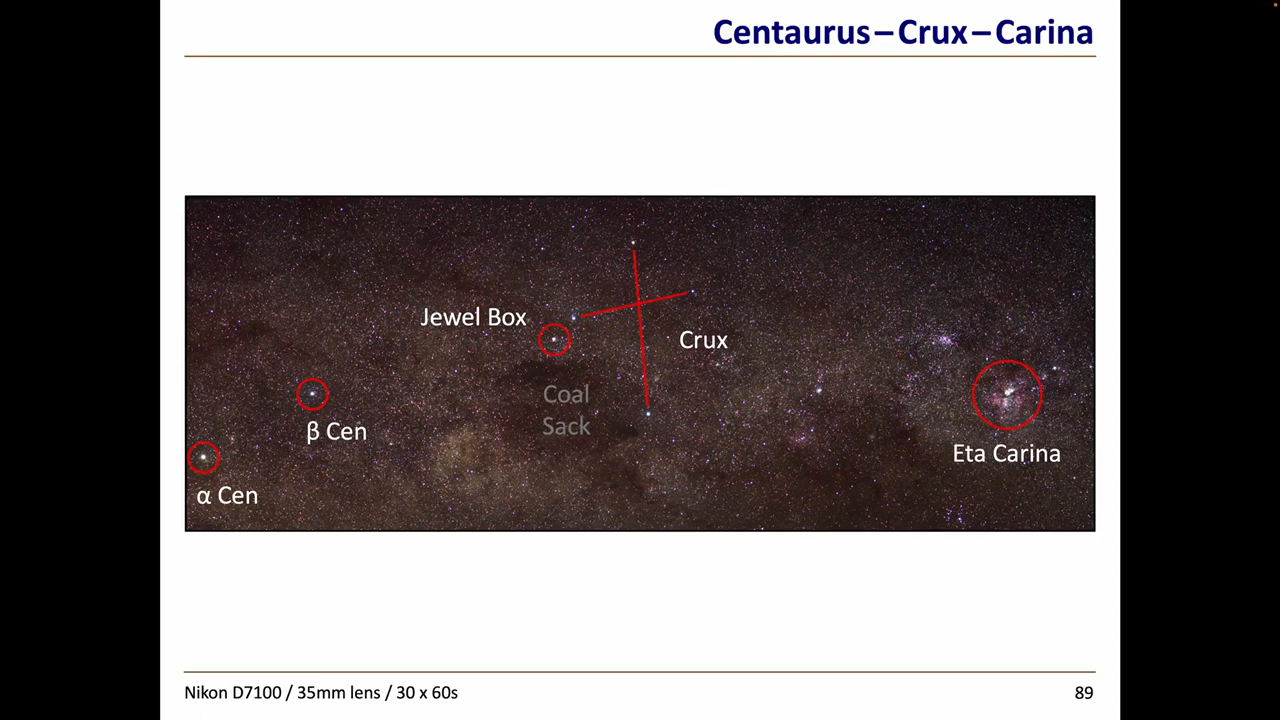 Centaurus–Crux–Carina
Jewel Box
Crux
Coal
Sack
β Cen
Eta Carina
α Cen
Nikon D7100 / 35mm lens / 30 x 60s
89